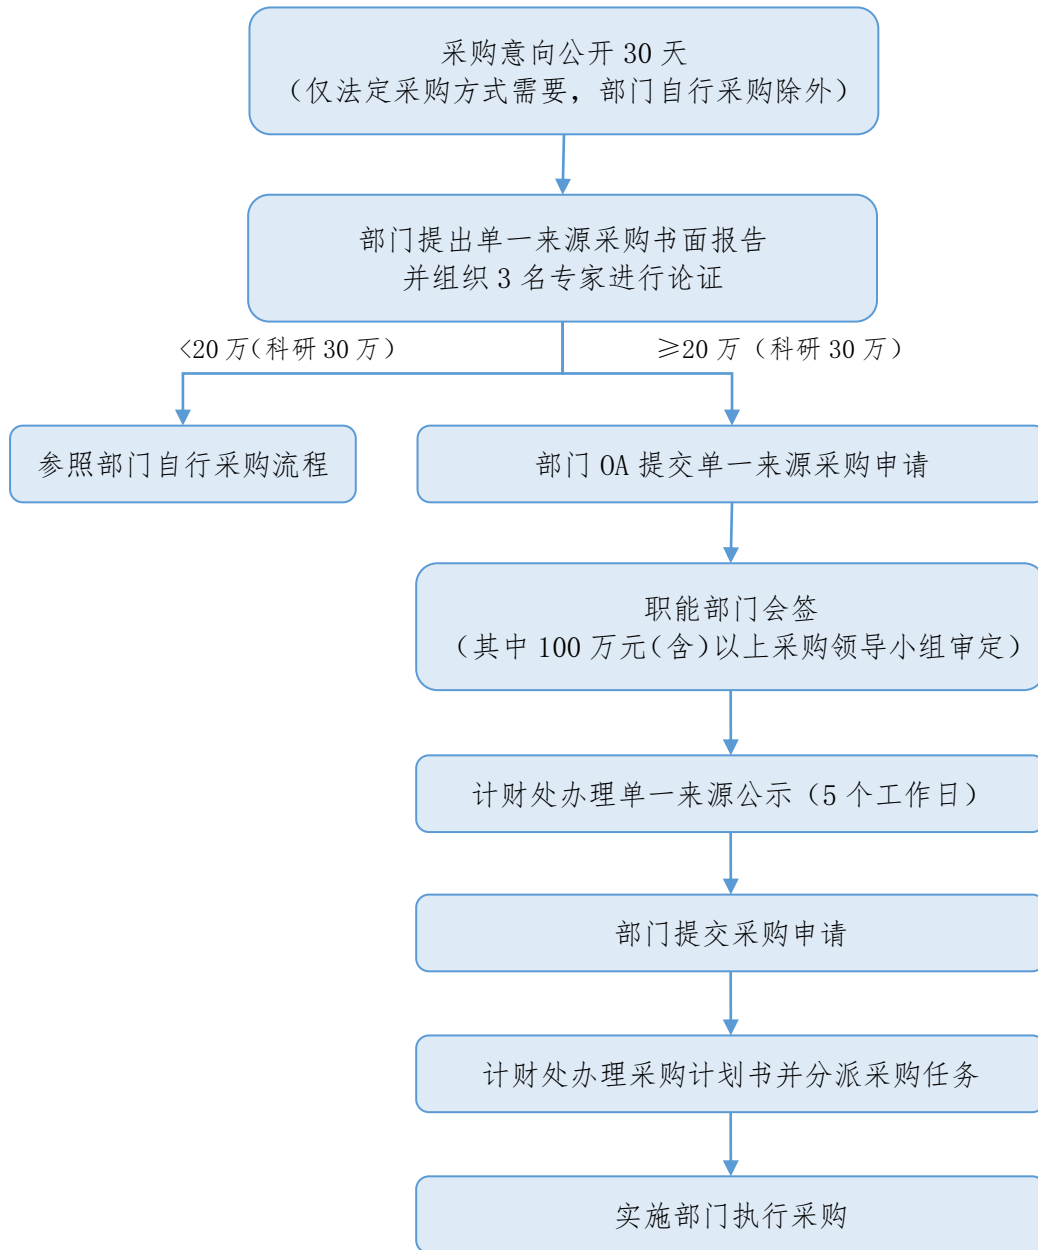 采购意向公开 30 天
（仅法定采购方式需要，部门自行采购除外）
部门提出单一来源采购书面报告
并组织 3 名专家进行论证
<20 万(科研 30 万)
≥20 万（科研 30 万）
参照部门自行采购流程
部门 OA 提交单一来源采购申请
职能部门会签
（其中 100 万元(含)以上采购领导小组审定）
计财处办理单一来源公示（5 个工作日）
部门提交采购申请
计财处办理采购计划书并分派采购任务
实施部门执行采购